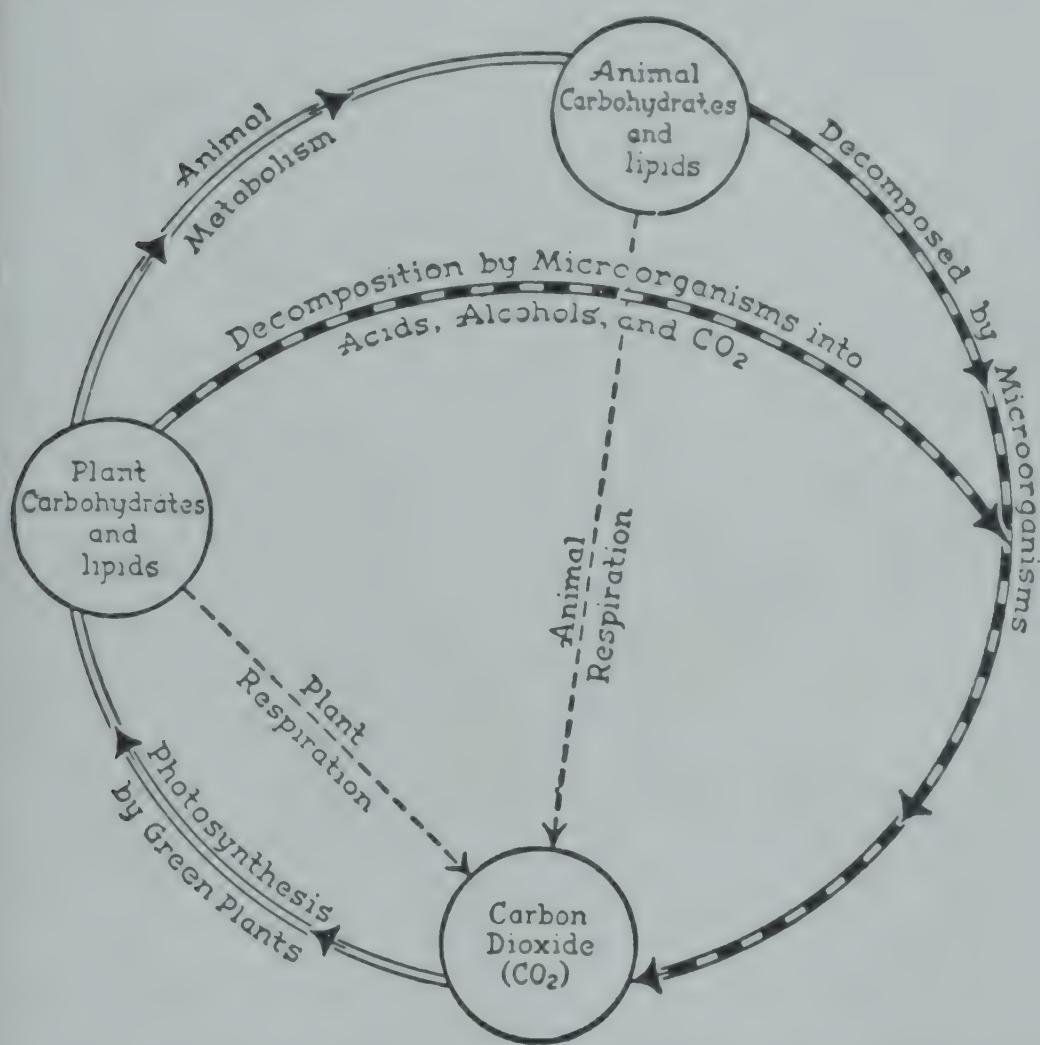 Animal
Carbohydrates
and
lipids
Animal
Metabolism
Decomposed by Microorganisms
Decomposition by Microorganisms into
Acids, Alcohols, and CO₂
Plant
Carbohydrates
and
lipids
Animal
Respiration
Plant
Respiration
Photosynthesis
by Green Plants
Carbon
Dioxide
(CO₂)